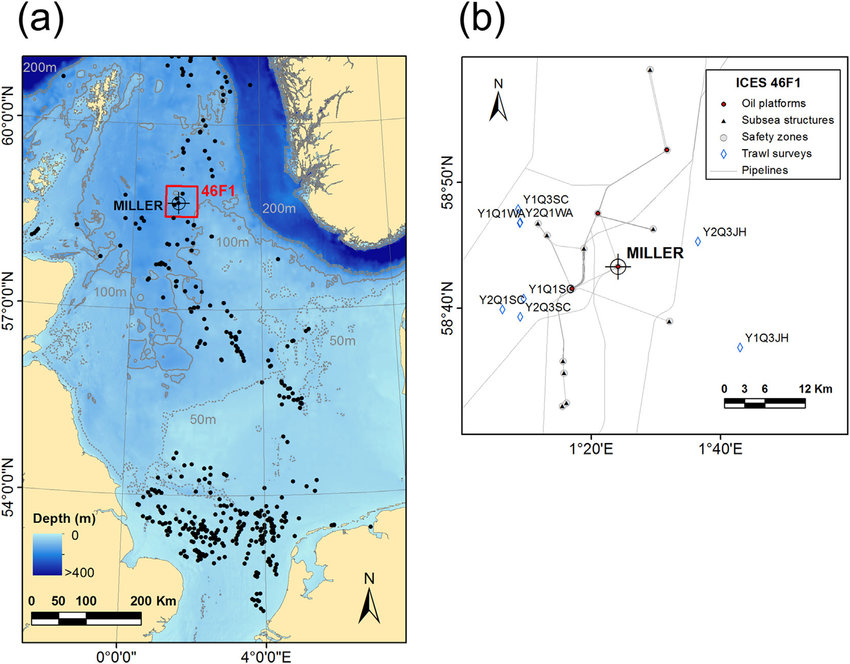 (a)
(b)
200m
60°0'0"N
57°0'0"N
54°0'0"N
MILLER
46F1
200m
100m
100m
50m
50m
Depth (m)
0
>400
0 50 100 200 Km
N
0°0'0"
4°0'0"E
N
ICES 46F1
Oil platforms
Subsea structures
Safety zones
Trawl surveys
Pipelines
58°50'N
58°40'N
Y1Q3SC
Y1Q1WA Y2Q1WA
Y2Q3JH
MILLER
Y1Q1SC
Y2Q1SC
Y2Q3SC
Y1Q3JH
0 3 6 12 Km
1°20'E
1°40'E